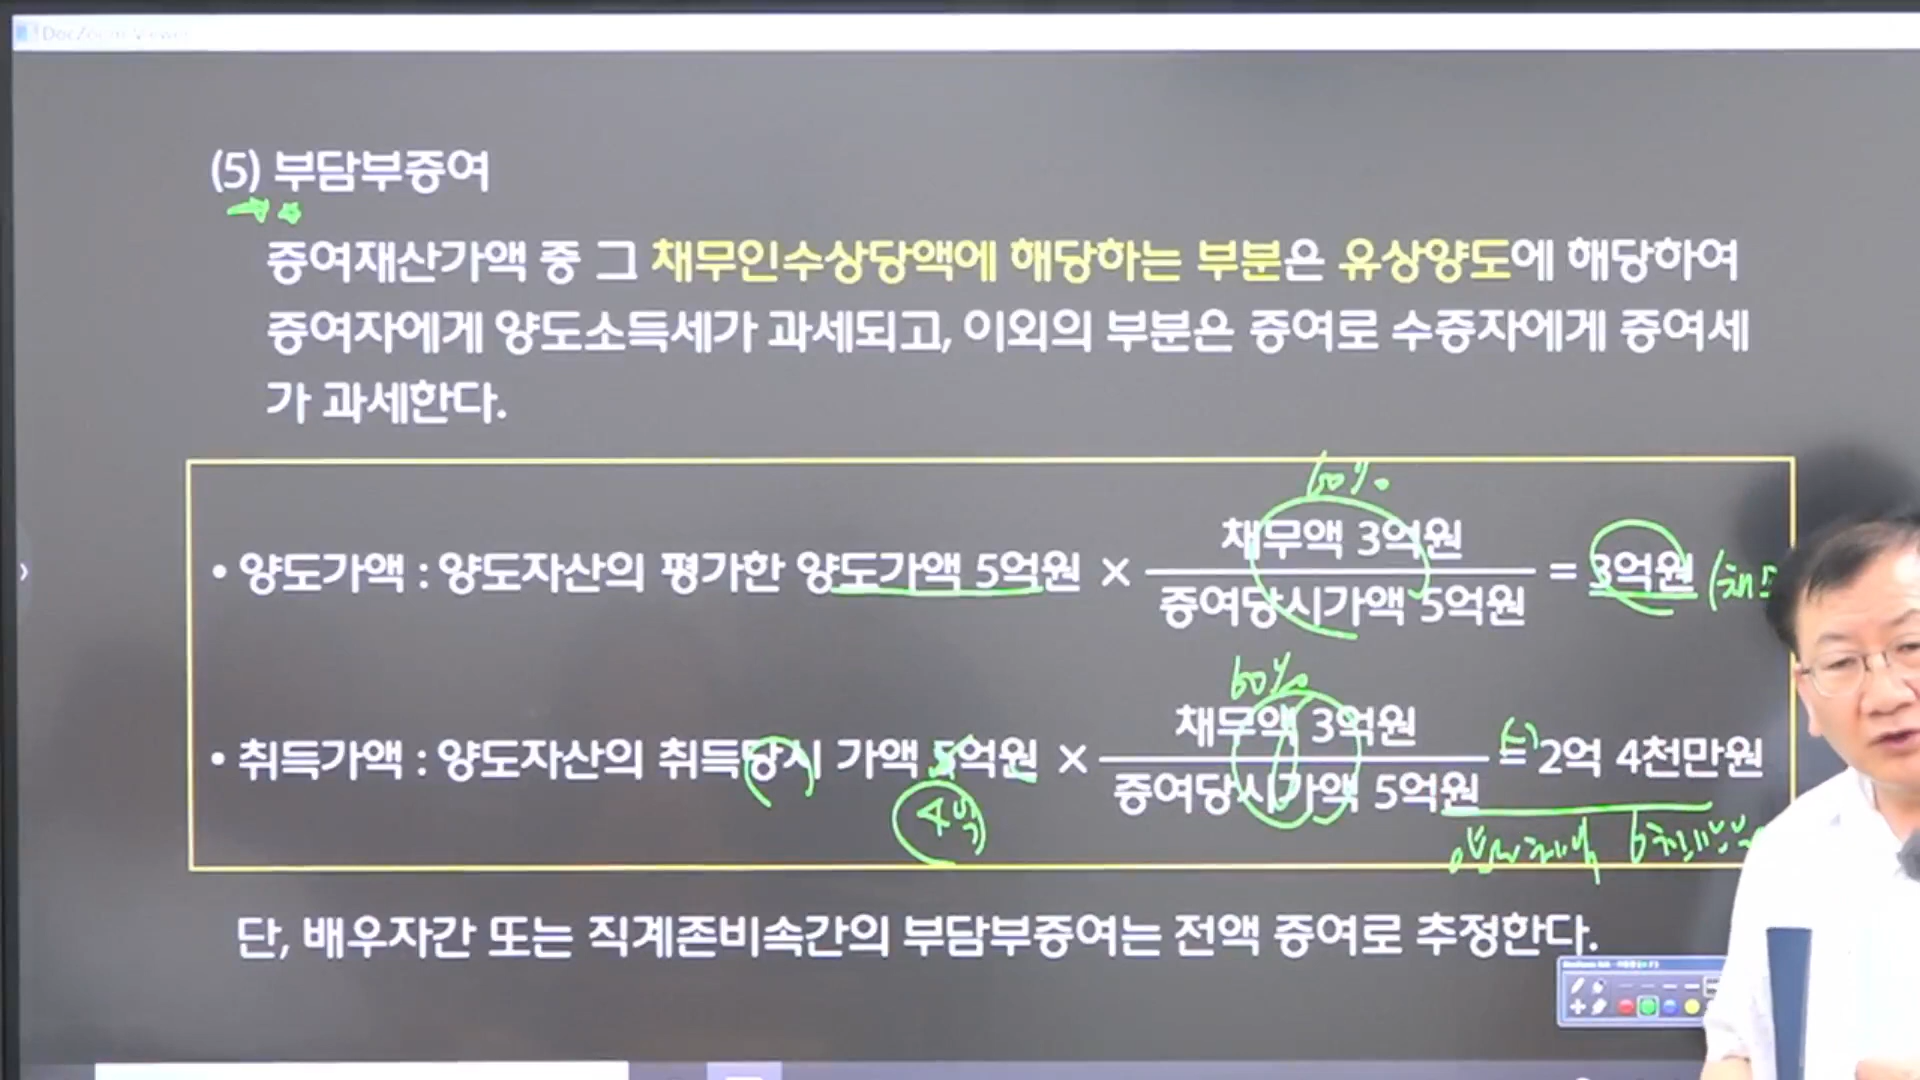 DocZoom Viewer
(5) 부담부증여
증여재산가액 중 그 채무인수상당액에 해당하는 부분은 유상양도에 해당하여
증여자에게 양도소득세가 과세되고, 이외의 부분은 증여로 수증자에게 증여세
가 과세한다.
60%
• 양도가액 : 양도자산의 평가한 양도가액 5억원 × 채무액 3억원 / 증여당시가액 5억원 = 3억원
60%
• 취득가액 : 양도자산의 취득당시 가액 5억원 × 채무액 3억원 / 증여당시가액 5억원 = 2억 4천만원
(-)
4억
단, 배우자간 또는 직계존비속간의 부담부증여는 전액 증여로 추정한다.